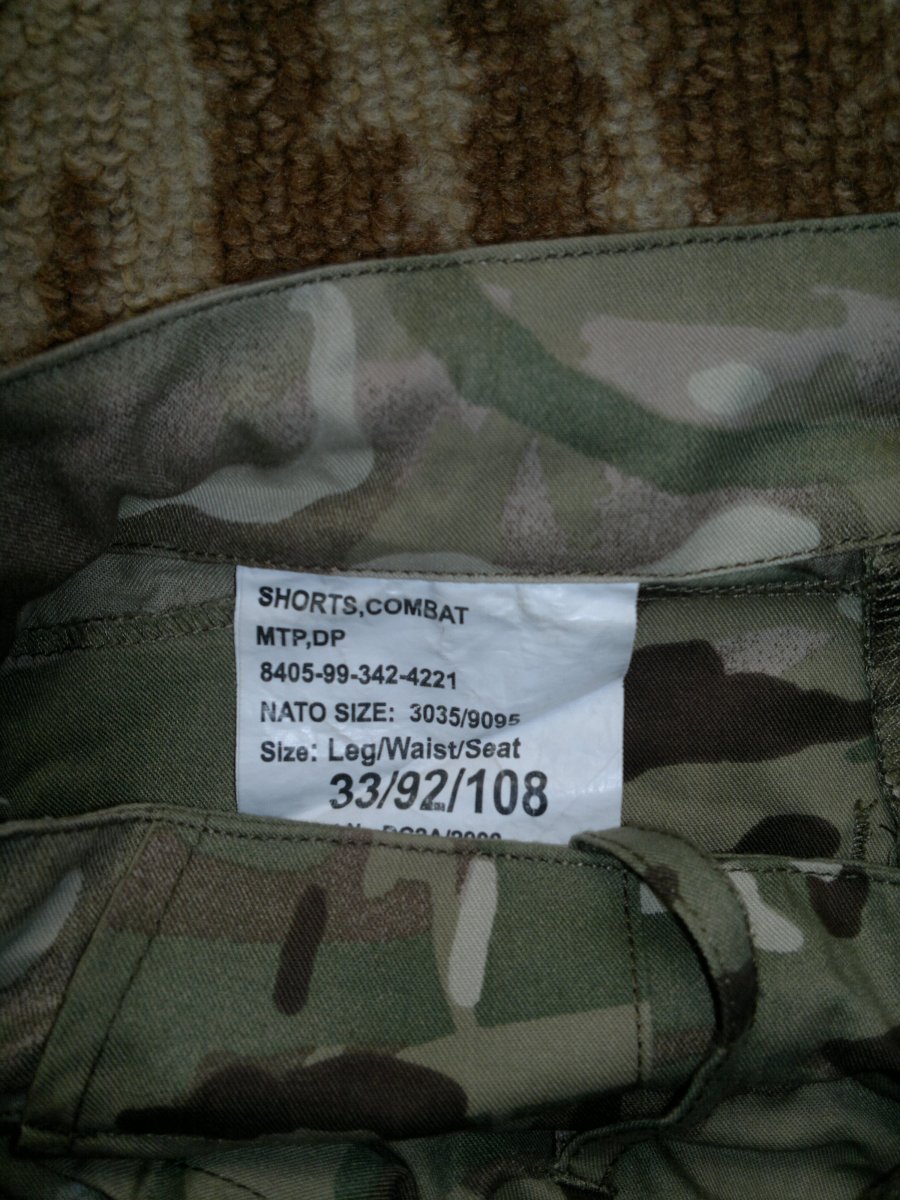 SHORTS,COMBAT
MTP,DP
8405-99-342-4221
NATO SIZE: 3035/9095
Size: Leg/Waist/Seat
33/92/108